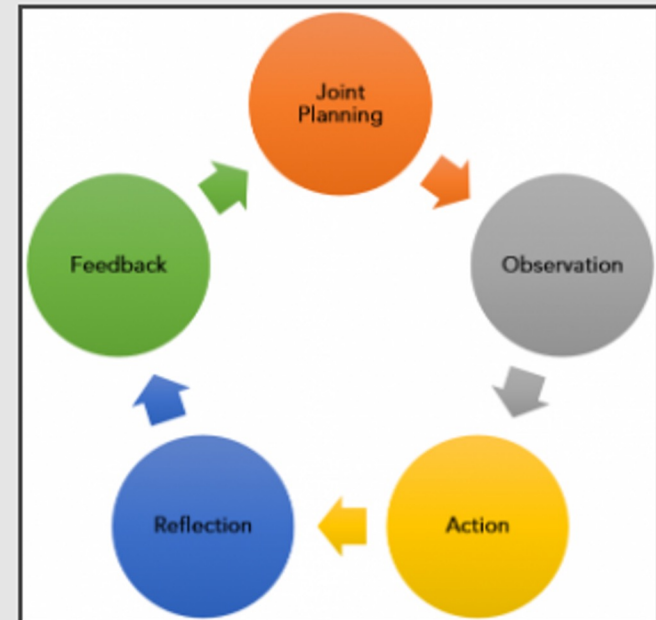 Joint
Planning
Feedback
Observation
Reflection
Action